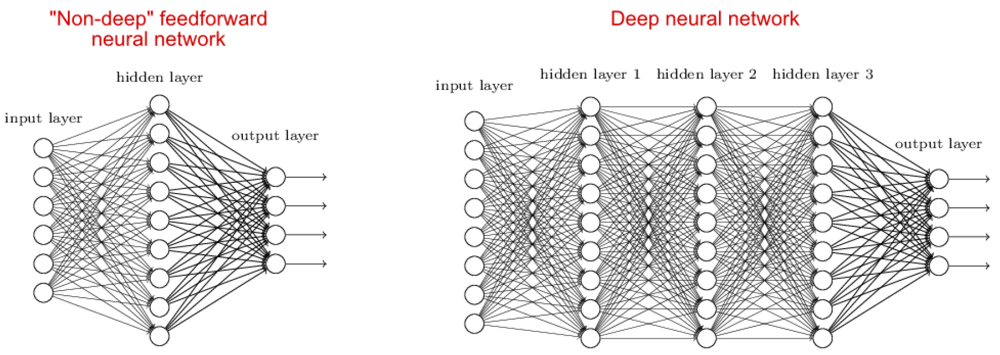 "Non-deep" feedforward
neural network
hidden layer
input layer
output layer
Deep neural network
hidden layer 1 hidden layer 2 hidden layer 3
input layer
output layer